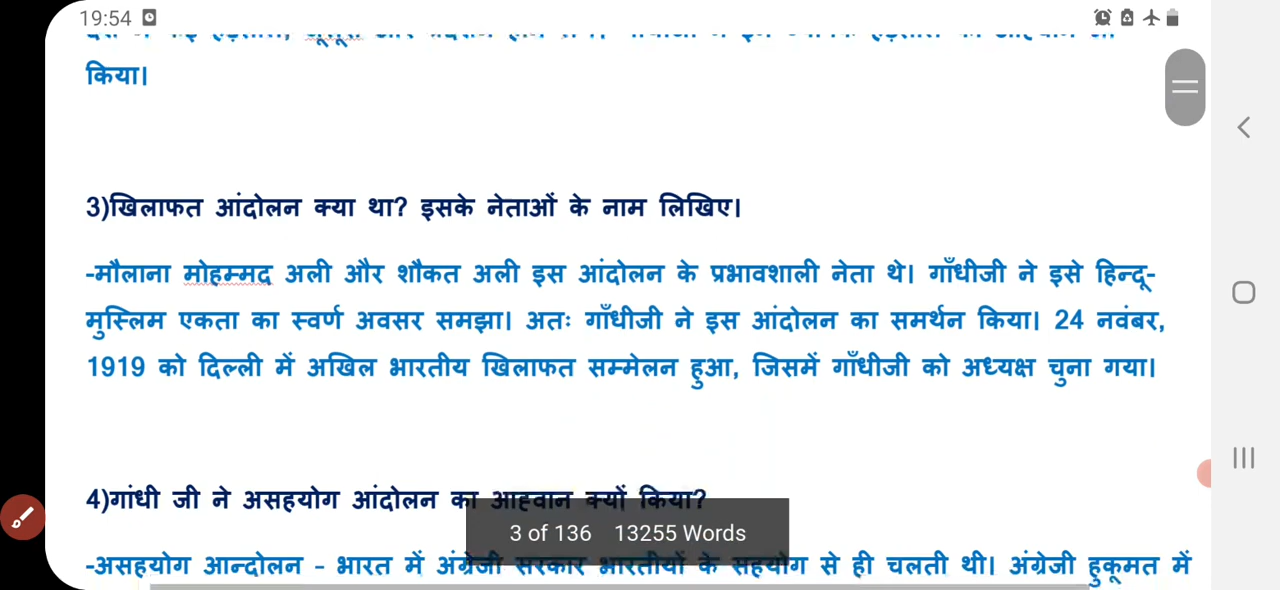 19:54
किया।
3)खिलाफत आंदोलन क्या था? इसके नेताओं के नाम लिखिए।
-मौलाना मोहम्मद अली और शौकत अली इस आंदोलन के प्रभावशाली नेता थे। गाँधीजी ने इसे हिन्दू-
मुस्लिम एकता का स्वर्ण अवसर समझा। अतः गाँधीजी ने इस आंदोलन का समर्थन किया। 24 नवंबर,
1919 को दिल्ली में अखिल भारतीय खिलाफत सम्मेलन हुआ, जिसमें गाँधीजी को अध्यक्ष चुना गया।
4)गांधी जी ने असहयोग आंदोलन का आहवान क्यों किया?
3 of 136 13255 Words
-असहयोग आन्दोलन – भारत में अंग्रेजी सरकार भारतीयों के सहयोग से ही चलती थी। अंग्रेजी हुकूमत में